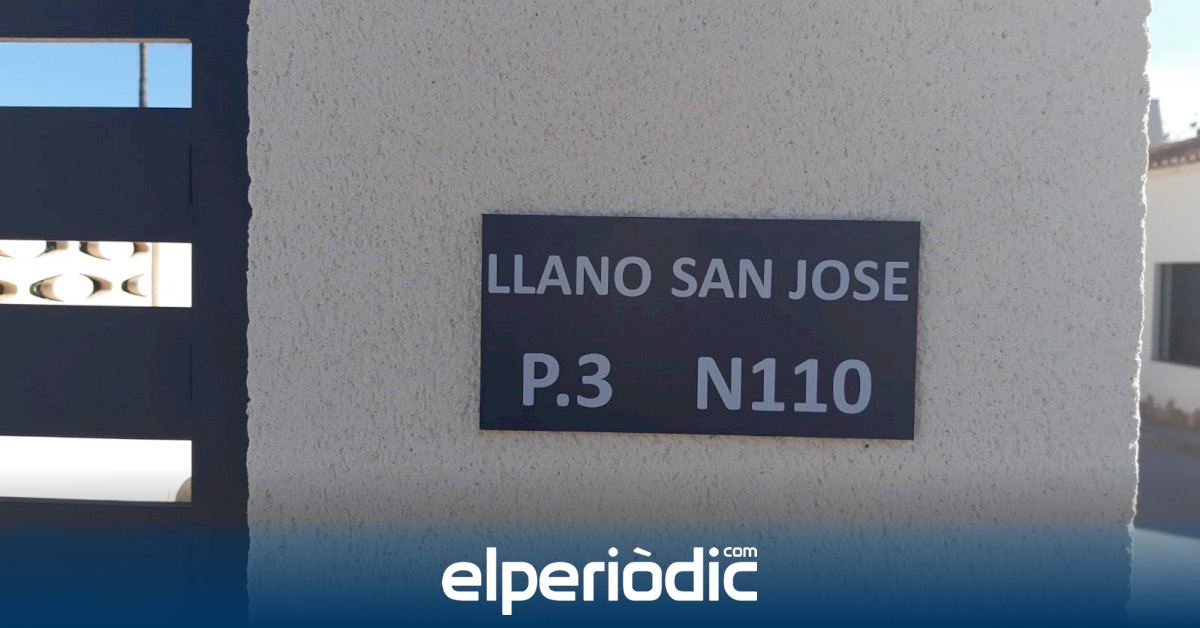 LLANO SAN JOSE
P.3 N110
elperiòdic.com